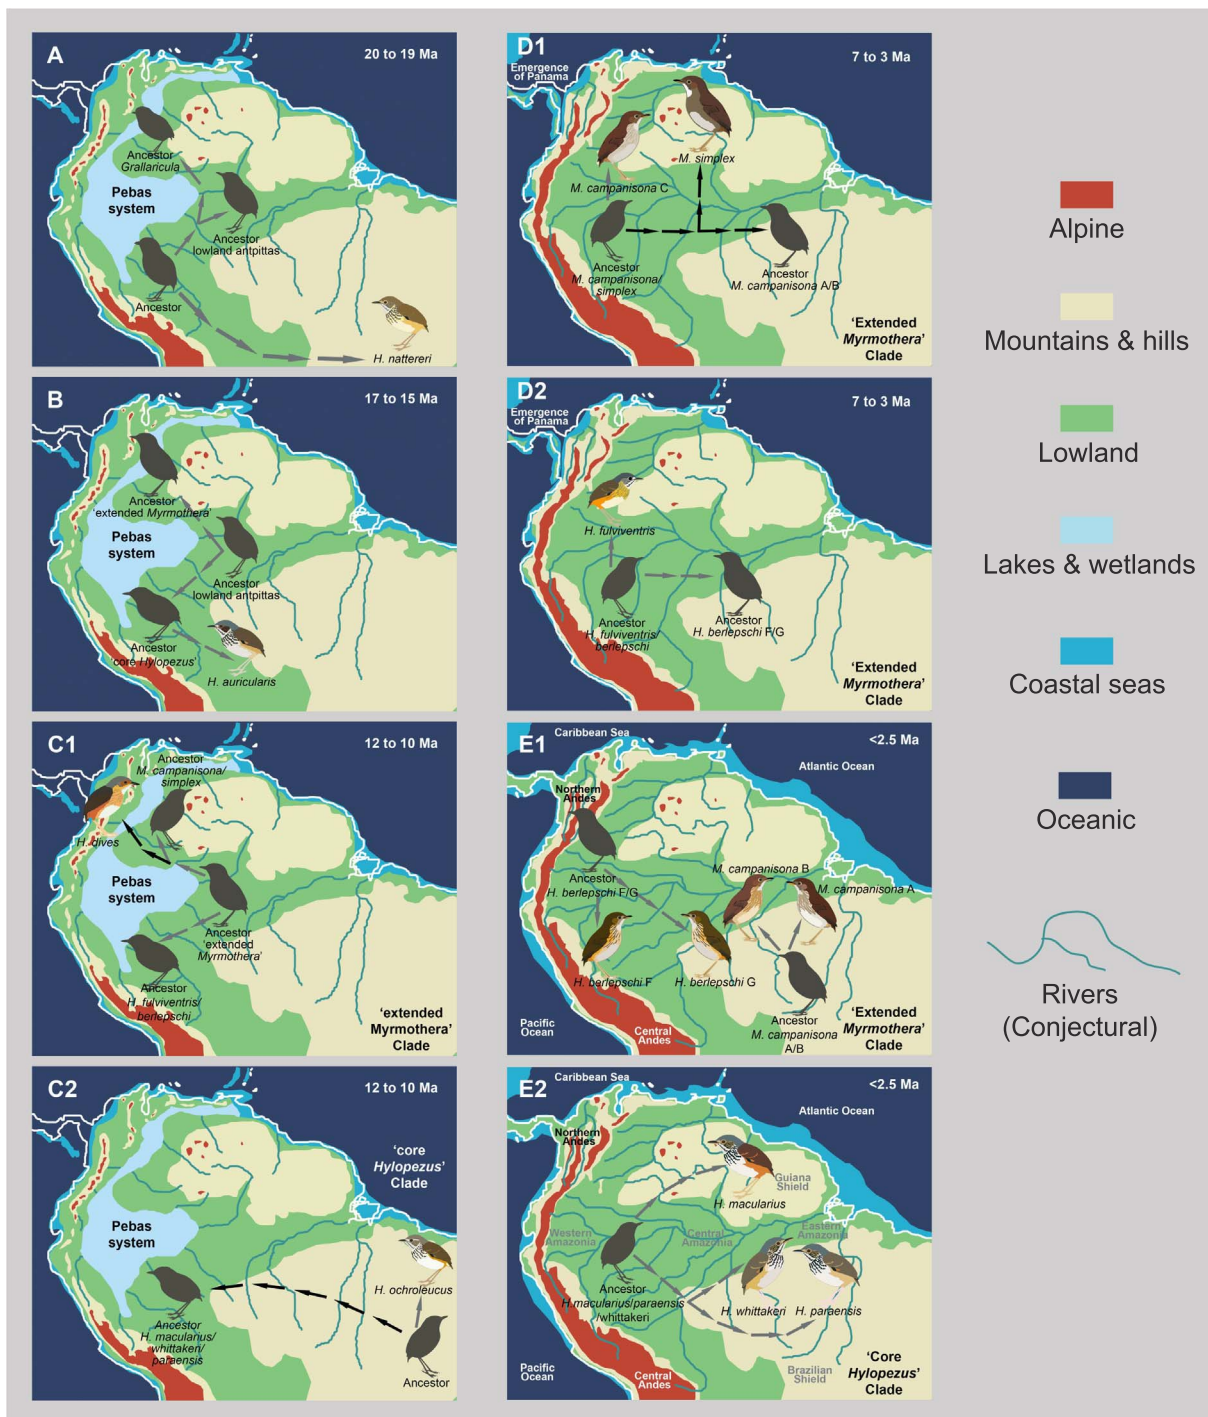 A
20 to 19 Ma
Ancestor
Grallaricula
Pebas
system
Ancestor
lowland antpittas
Ancestor
H. nattereri
B
17 to 15 Ma
Ancestor
'extended Myrmothera'
Pebas
system
Ancestor
lowland antpittas
Ancestor
'core Hylopezus'
H. auricularis
C1
12 to 10 Ma
Ancestor
M. campanisona/
simplex
H. dives
Pebas
system
Ancestor
'extended
Myrmothera'
Ancestor
H. fulviventris/
berlepschi
'extended
Myrmothera'
Clade
C2
12 to 10 Ma
'core
Hylopezus'
Clade
Pebas
system
H. ochroleucus
Ancestor
H. macularius/
whittaken/
paraensis
Ancestor
D1
Emergence
of Panama
7 to 3 Ma
M. simplex
M. campanisona C
Ancestor
M. campanisona/
simplex
Ancestor
M. campanisona A/B
'Extended
Myrmothera'
Clade
D2
Emergence
of Panama
7 to 3 Ma
H. fulviventris
Ancestor
H. fulviventris/
berlepschi
Ancestor
H. berlepschi F/G
'Extended
Myrmothera'
Clade
E1
Caribbean Sea
<2.5 Ma
Atlantic Ocean
Northern
Andes
Ancestor
H. berlepschi F/G
M. campanisona B
M. campanisona A
H. berlepschi F
H. berlepschi G
Ancestor
M. campanisona
A/B
Pacific
Ocean
Central
Andes
'Extended
Myrmothera'
Clade
E2
Caribbean Sea
<2.5 Ma
Atlantic Ocean
Northern
Andes
Guiana
Shield
H. macularius
Western
Amazonia
Central
Amazonia
Eastern
Amazonia
Ancestor
H.macularius/paraensis
/whittakeri
H. whittakeri
H. paraensis
Brazilian
Shield
Pacific
Ocean
Central
Andes
'Core
Hylopezus'
Clade
Alpine
Mountains & hills
Lowland
Lakes & wetlands
Coastal seas
Oceanic
Rivers
(Conjectural)